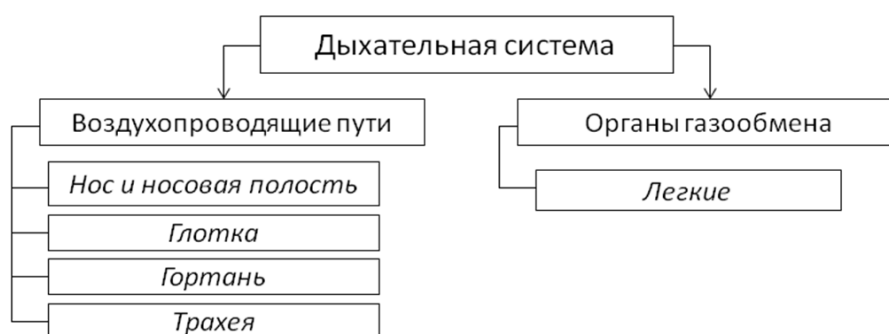 Дыхательная система
Воздухопроводящие пути
Нос и носовая полость
Глотка
Гортань
Трахея
Органы газообмена
Легкие